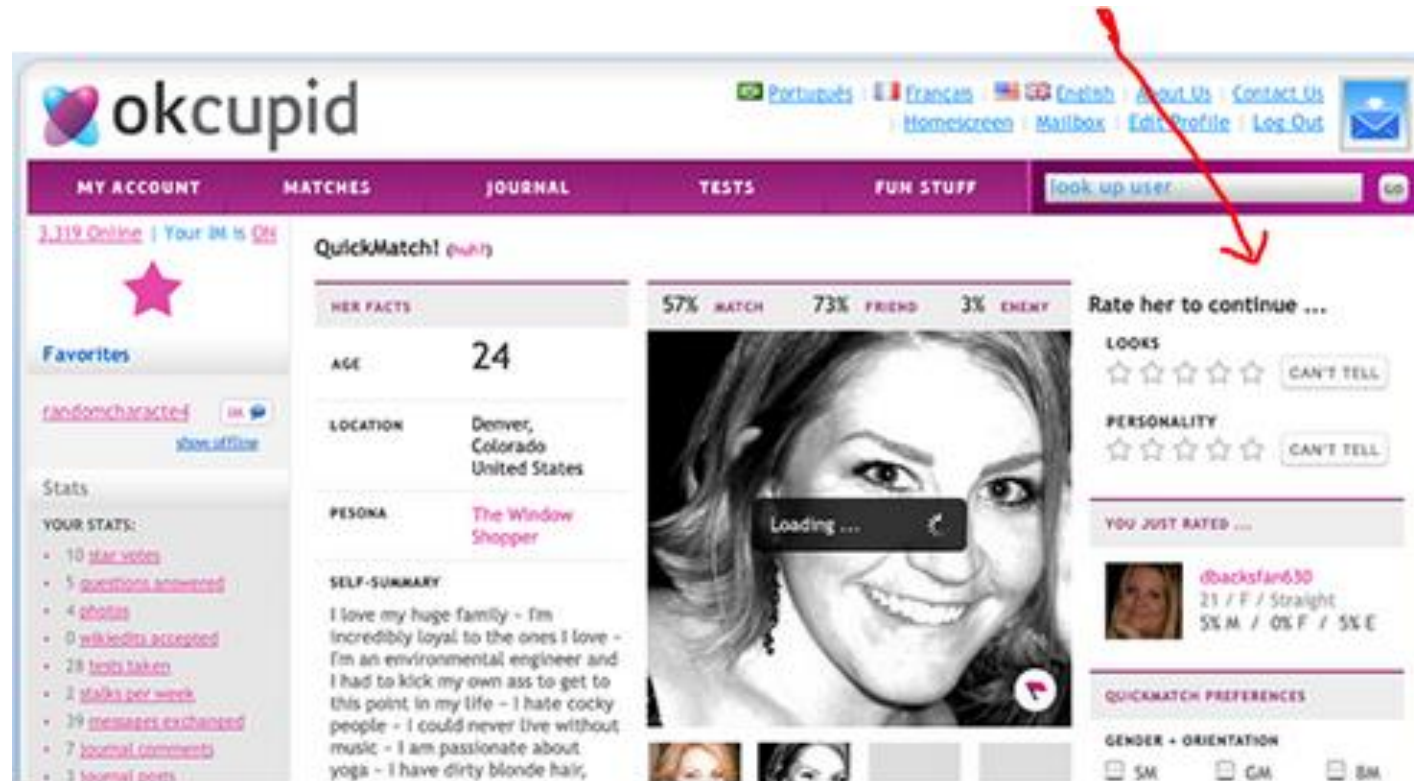 okcupid
Português Français English About Us Contact Us
Homescreen Mailbox Edit Profile Log Out
MY ACCOUNT MATCHES JOURNAL TESTS FUN STUFF look up user GO
3,319 Online | Your IM is ON
Favorites
randomcharacte4 IM
show offline
Stats
YOUR STATS:
10 star votes
5 questions answered
4 photos
0 wikiedits accepted
28 tests taken
2 stalks per week
39 messages exchanged
7 journal comments
3 journal posts
QuickMatch! (huh?)
HER FACTS
AGE 24
LOCATION Denver,
Colorado
United States
PESONA The Window
Shopper
SELF-SUMMARY
I love my huge family - I'm
incredibly loyal to the ones I love -
I'm an environmental engineer and
I had to kick my own ass to get to
this point in my life - I hate cocky
people - I could never live without
music - I am passionate about
yoga - I have dirty blonde hair,
57% MATCH 73% FRIEND 3% ENEMY
Loading ...
Rate her to continue ...
LOOKS
CAN'T TELL
PERSONALITY
CAN'T TELL
YOU JUST RATED ...
dbacksfan630
21 / F / Straight
5% M / 0% F / 5% E
QUICKMATCH PREFERENCES
GENDER + ORIENTATION
SM GM BM